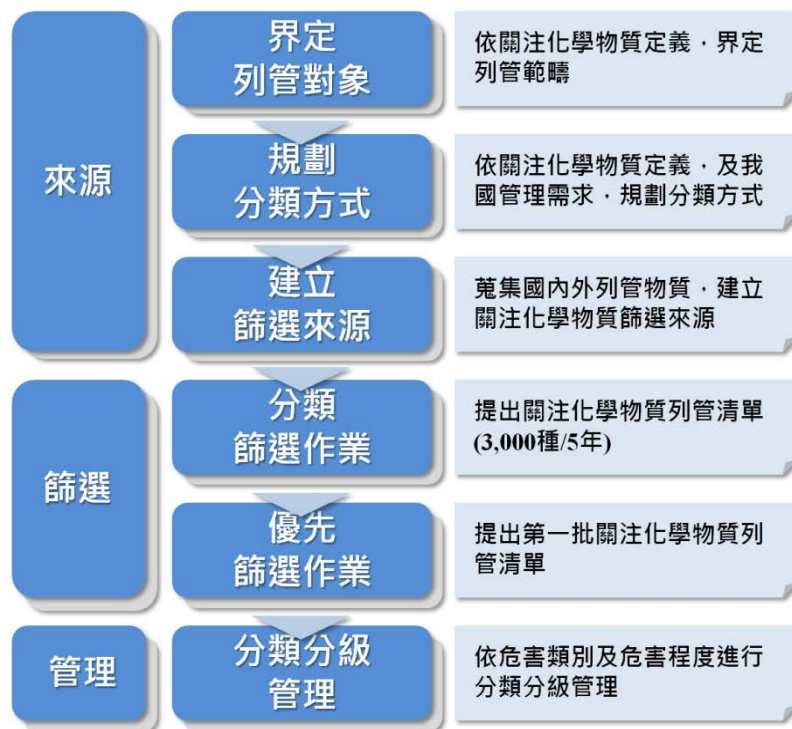 來源
界定
列管對象
依關注化學物質定義，界定
列管範疇
規劃
分類方式
依關注化學物質定義，及我
國管理需求，規劃分類方式
建立
篩選來源
蒐集國內外列管物質，建立
關注化學物質篩選來源
篩選
分類
篩選作業
提出關注化學物質列管清單
(3,000種/5年)
優先
篩選作業
提出第一批關注化學物質列
管清單
管理
分類分級
管理
依危害類別及危害程度進行
分類分級管理